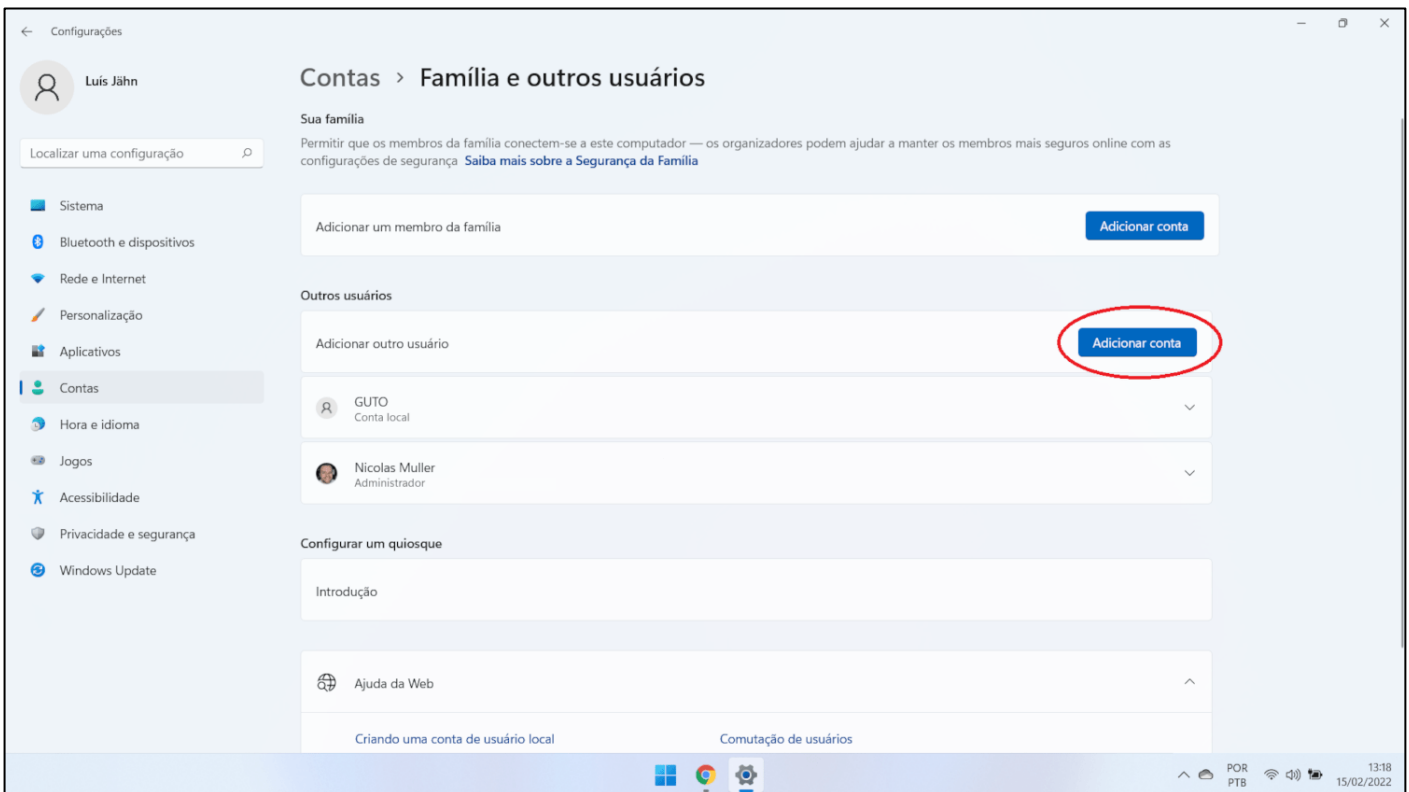 Configurações
Luís Jähn
Localizar uma configuração
Sistema
Bluetooth e dispositivos
Rede e Internet
Personalização
Aplicativos
Contas
Hora e idioma
Jogos
Acessibilidade
Privacidade e segurança
Windows Update
Contas > Família e outros usuários
Sua família
Permitir que os membros da família conectem-se a este computador — os organizadores podem ajudar a manter os membros mais seguros online com as
configurações de segurança Saiba mais sobre a Segurança da Família
Adicionar um membro da família Adicionar conta
Outros usuários
Adicionar outro usuário Adicionar conta
GUTO
Conta local
Nicolas Muller
Administrador
Configurar um quiosque
Introdução
Ajuda da Web
Criando uma conta de usuário local Comutação de usuários
POR
PTB
13:18
15/02/2022